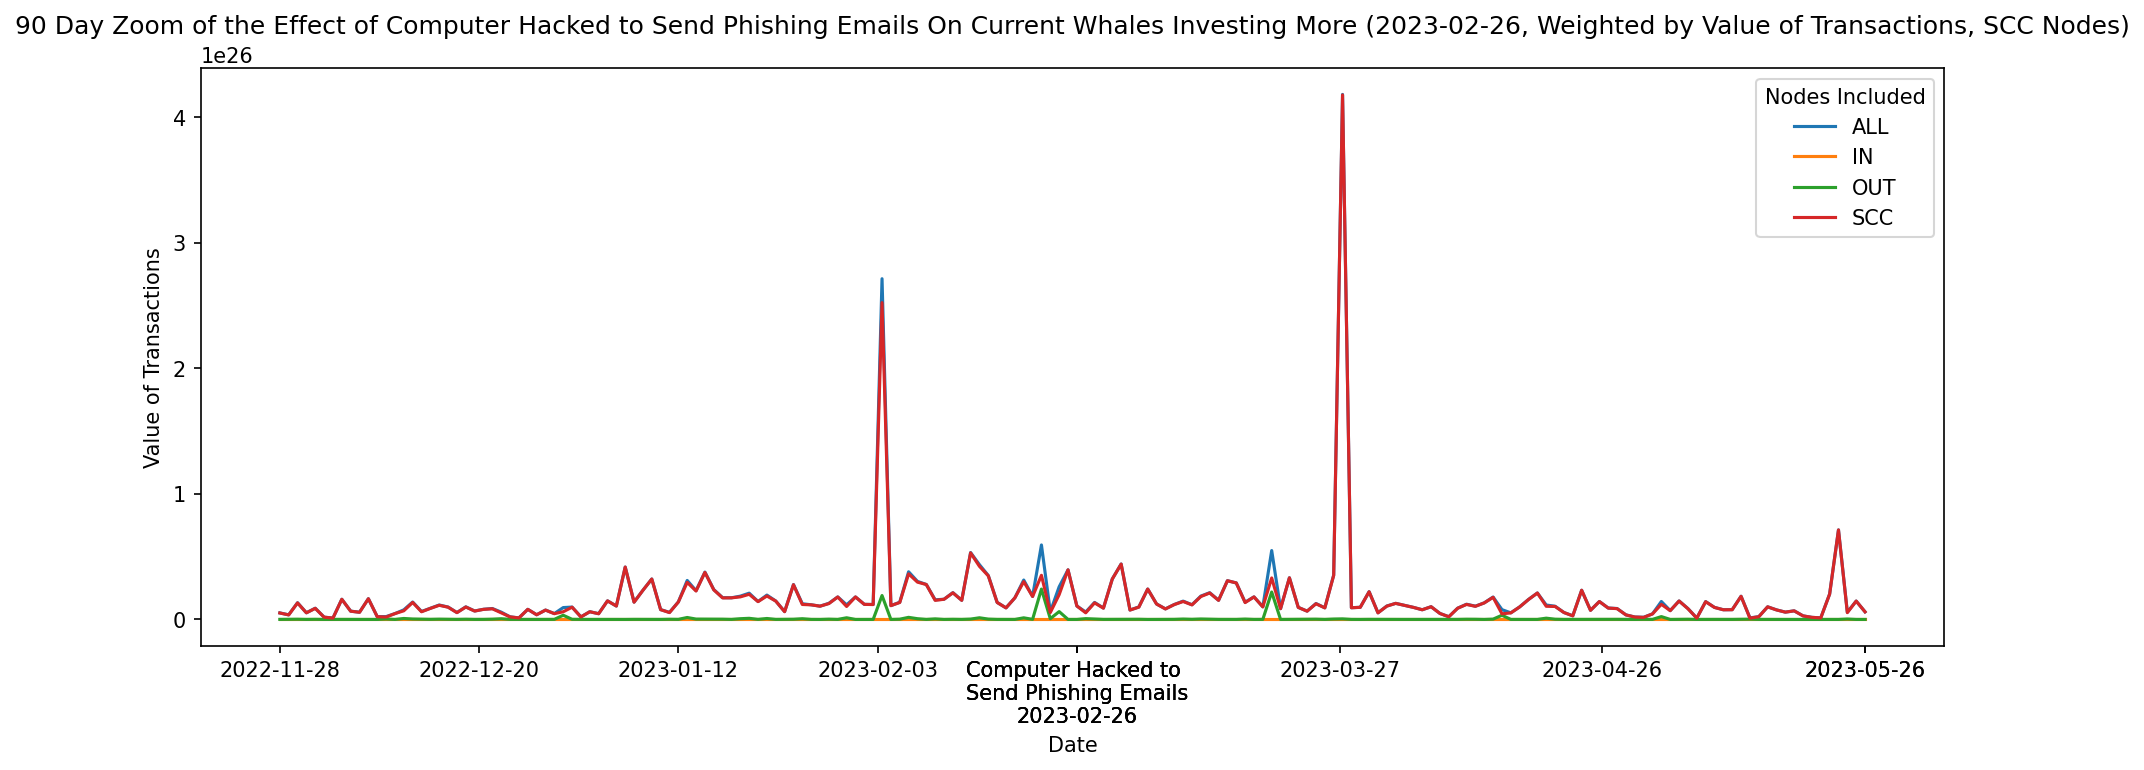 90 Day Zoom of the Effect of Computer Hacked to Send Phishing Emails On Current Whales Investing More (2023-02-26, Weighted by Value of Transactions, SCC Nodes)
1e26
4
3
2
1
0
Value of Transactions
Nodes Included
ALL
IN
OUT
SCC
2022-11-28
2022-12-20
2023-01-12
2023-02-03
Computer Hacked to
Send Phishing Emails
2023-02-26
2023-03-27
2023-04-26
2023-05-26
Date